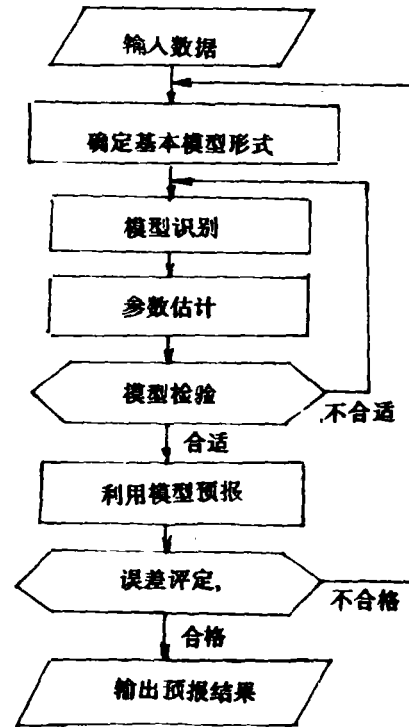 输入数据
确定基本模型形式
模型识别
参数估计
模型检验
不合适
合适
利用模型预报
误差评定.
不合格
合格
输出预报结果